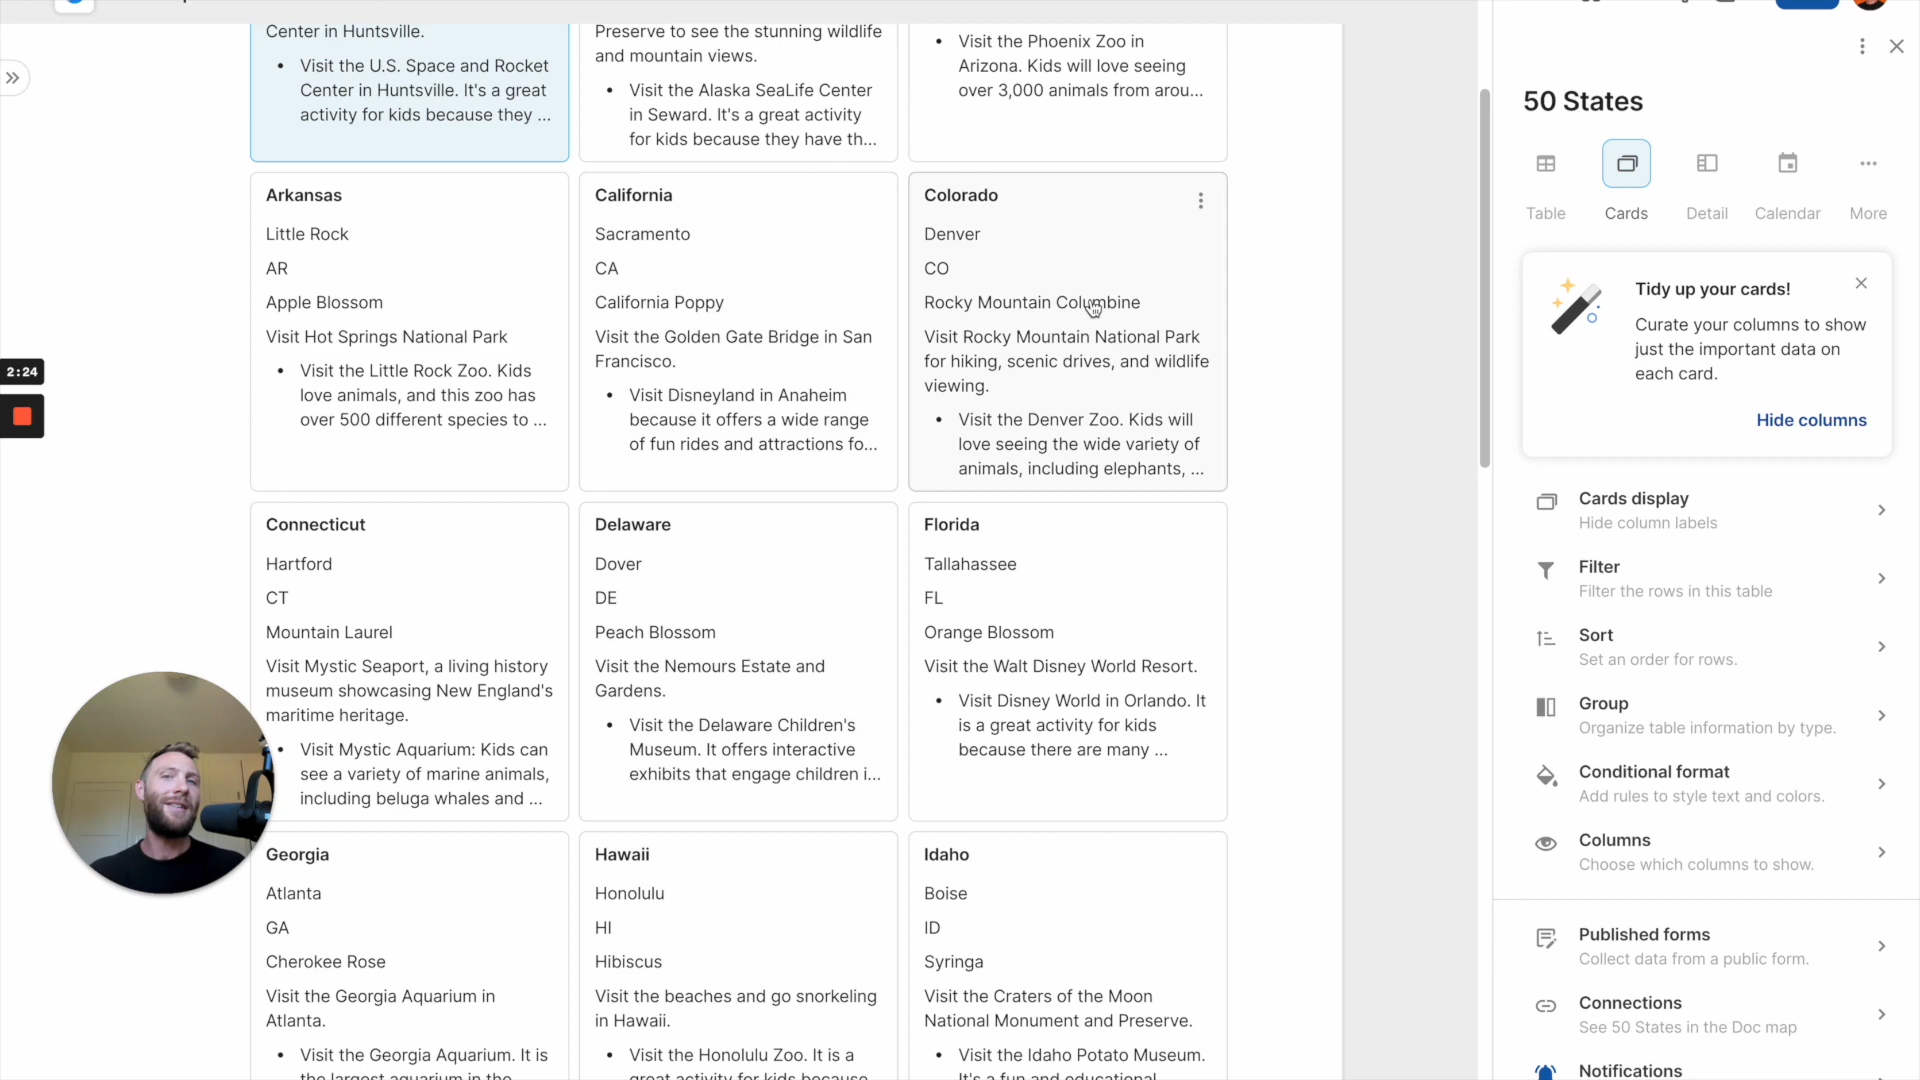 Center in Huntsville.
• Visit the U.S. Space and Rocket
Center in Huntsville. It's a great
activity for kids because they ...
Preserve to see the stunning wildlife
and mountain views.
• Visit the Alaska SeaLife Center
in Seward. It's a great activity
for kids because they have th...
• Visit the Phoenix Zoo in
Arizona. Kids will love seeing
over 3,000 animals from arou...
Arkansas
Little Rock
AR
Apple Blossom
Visit Hot Springs National Park
• Visit the Little Rock Zoo. Kids
love animals, and this zoo has
over 500 different species to ...
California
Sacramento
CA
California Poppy
Visit the Golden Gate Bridge in San
Francisco.
• Visit Disneyland in Anaheim
because it offers a wide range
of fun rides and attractions fo...
Colorado
Denver
CO
Rocky Mountain Columbine
Visit Rocky Mountain National Park
for hiking, scenic drives, and wildlife
viewing.
• Visit the Denver Zoo. Kids will
love seeing the wide variety of
animals, including elephants, ...
2:24
Connecticut
Hartford
CT
Mountain Laurel
Visit Mystic Seaport, a living history
museum showcasing New England's
maritime heritage.
• Visit Mystic Aquarium: Kids can
see a variety of marine animals,
including beluga whales and ...
Delaware
Dover
DE
Peach Blossom
Visit the Nemours Estate and
Gardens.
• Visit the Delaware Children's
Museum. It offers interactive
exhibits that engage children i...
Florida
Tallahassee
FL
Orange Blossom
Visit the Walt Disney World Resort.
• Visit Disney World in Orlando. It
is a great activity for kids
because there are many ...
Georgia
Atlanta
GA
Cherokee Rose
Visit the Georgia Aquarium in
Atlanta.
• Visit the Georgia Aquarium. It is
the largest aquarium in the
Hawaii
Honolulu
HI
Hibiscus
Visit the beaches and go snorkeling
in Hawaii.
• Visit the Honolulu Zoo. It is a
great activity for kids because
Idaho
Boise
ID
Syringa
Visit the Craters of the Moon
National Monument and Preserve.
• Visit the Idaho Potato Museum.
It's a fun and educational
50 States
Table
Cards
Detail
Calendar
More
Tidy up your cards!
Curate your columns to show
just the important data on
each card.
Hide columns
Cards display
Hide column labels
Filter
Filter the rows in this table
Sort
Set an order for rows.
Group
Organize table information by type.
Conditional format
Add rules to style text and colors.
Columns
Choose which columns to show.
Published forms
Collect data from a public form.
Connections
See 50 States in the Doc map
Notifications